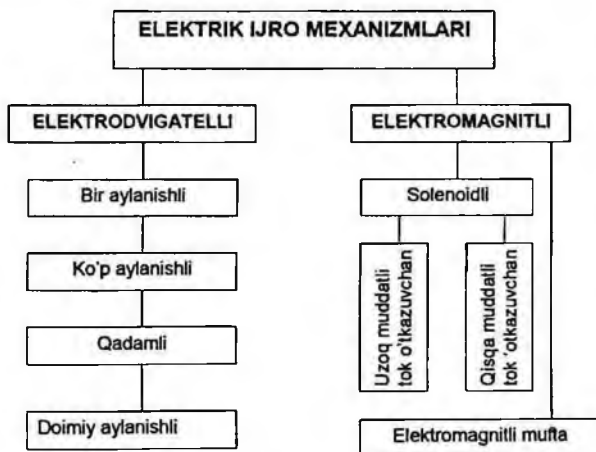 ELEKTRIK IJRO MEXANIZMLARI
ELEKTRODVIGATELLI
Bir aylanishli
Ko'p aylanishli
Qadamli
Doimiy aylanishli
ELEKTROMAGNITLI
Solenoidli
Uzoq muddatli
tok o'tkazuvchan
Qisqa muddatli
tok 'otkazuvchan
Elektromagnitli mufta